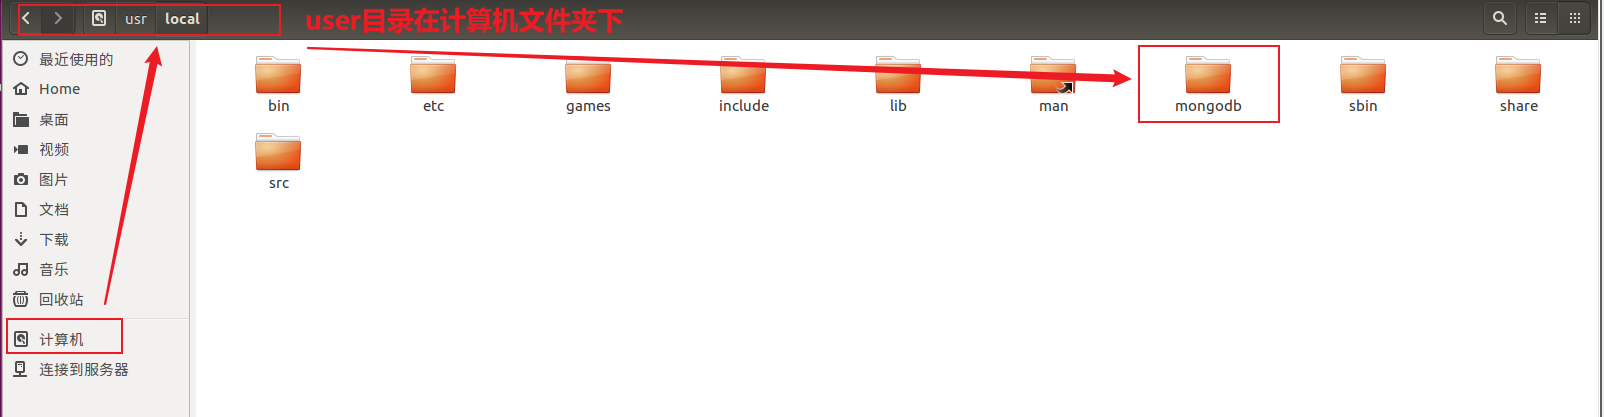 usr local user目录在计算机文件夹下
最近使用的
Home
桌面
视频
图片
文档
下载
音乐
回收站
计算机
连接到服务器
bin etc games include lib man mongodb sbin share
src